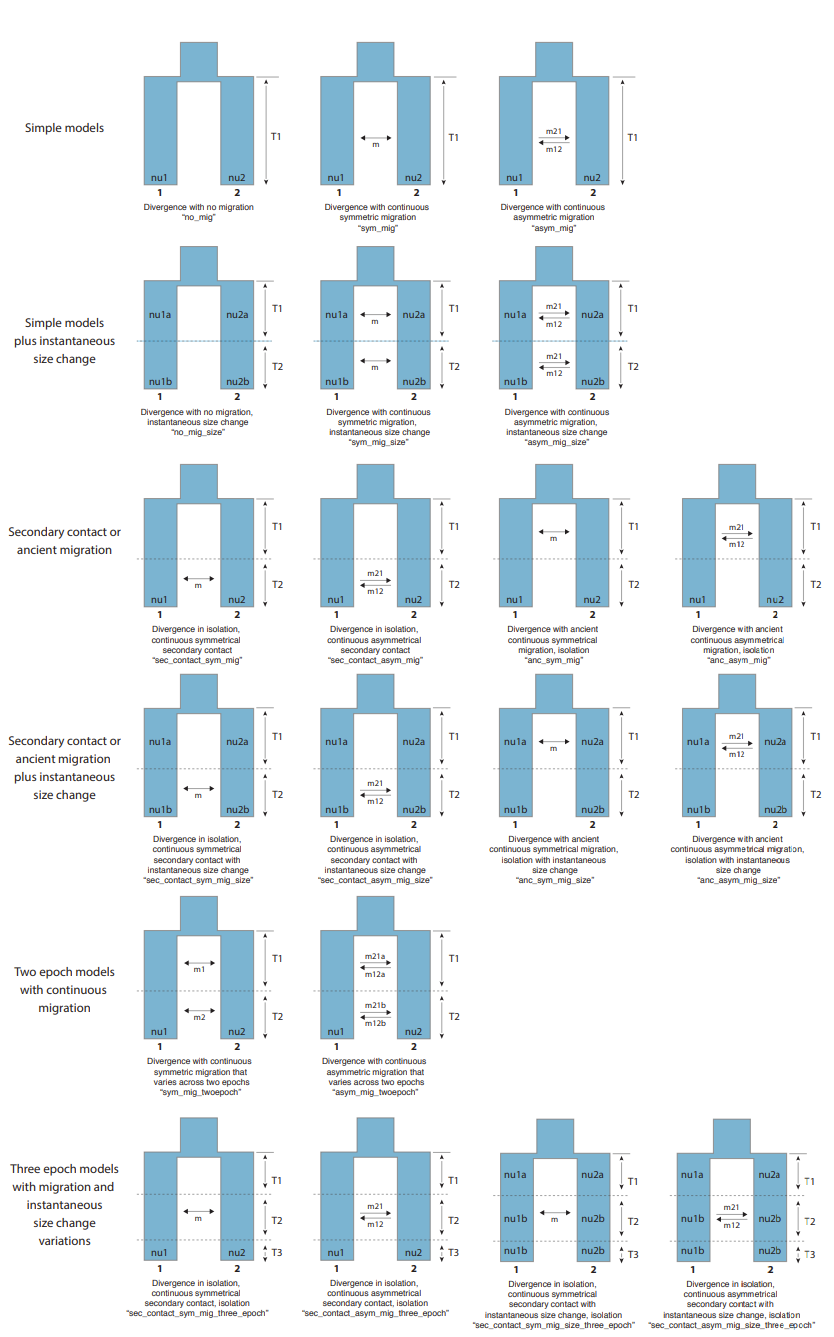 Simple models
T1
nu1
nu2
1
2
Divergence with no migration
“no_mig”
m
T1
nu1
nu2
1
2
Divergence with continuous
symmetric migration
“sym_mig”
m21
m12
T1
nu1
nu2
1
2
Divergence with continuous
asymmetric migration
“asym_mig”
Simple models
plus instantaneous
size change
nu1a
nu2a
T1
T2
nu1b
nu2b
1
2
Divergence with no migration,
instantaneous size change
“no_mig_size”
nu1a
m
nu2a
T1
m
T2
nu1b
nu2b
1
2
Divergence with continuous
symmetric migration,
instantaneous size change
“sym_mig_size”
nu1a
m21
m12
nu2a
T1
m21
m12
T2
nu1b
nu2b
1
2
Divergence with continuous
asymmetric migration,
instantaneous size change
“asym_mig_size”
Secondary contact or
ancient migration
T1
m
T2
nu1
nu2
1
2
Divergence in isolation,
continuous symmetrical
secondary contact
“sec_contact_sym_mig”
T1
m21
m12
T2
nu1
nu2
1
2
Divergence in isolation,
continuous asymmetrical
secondary contact
“sec_contact_asym_mig”
m
T1
T2
nu1
nu2
1
2
Divergence with ancient
continuous symmetrical
migration, isolation
“anc_sym_mig”
m21
m12
T1
T2
nu1
nu2
1
2
Divergence with ancient
continuous asymmetrical
migration, isolation
“anc_asym_mig”
Secondary contact or
ancient migration
plus instantaneous
size change
nu1a
nu2a
T1
m
T2
nu1b
nu2b
1
2
Divergence in isolation,
continuous symmetrical
secondary contact with
instantaneous size change
“sec_contact_sym_mig_size”
nu1a
nu2a
T1
m21
m12
T2
nu1b
nu2b
1
2
Divergence in isolation,
continuous asymmetrical
secondary contact with
instantaneous size change
“sec_contact_asym_mig_size”
nu1a
m
nu2a
T1
T2
nu1b
nu2b
1
2
Divergence with ancient
continuous symmetrical migration,
isolation with instantaneous
size change
“anc_sym_mig_size”
nu1a
m21
m12
nu2a
T1
T2
nu1b
nu2b
1
2
Divergence with ancient
continuous asymmetrical migration,
isolation with instantaneous
size change
“anc_asym_mig_size”
Two epoch models
with continuous
migration
m1
T1
m2
T2
nu1
nu2
1
2
Divergence with continuous
symmetric migration that
varies across two epochs
“sym_mig_twoepoch”
m21a
m12a
T1
m21b
m12b
T2
nu1
nu2
1
2
Divergence with continuous
asymmetric migration that
varies across two epochs
“asym_mig_twoepoch”
Three epoch models
with migration and
instantaneous
size change
variations
T1
m
T2
nu1
nu2
T3
1
2
Divergence in isolation,
continuous symmetrical
secondary contact, isolation
“sec_contact_sym_mig_three_epoch”
T1
m21
m12
T2
nu1
nu2
T3
1
2
Divergence in isolation,
continuous asymmetrical
secondary contact, isolation
“sec_contact_asym_mig_three_epoch”
nu1a
nu2a
T1
nu1b
m
nu2b
T2
nu1b
nu2b
T3
1
2
Divergence in isolation,
continuous symmetrical
secondary contact with
instantaneous size change, isolation
“sec_contact_sym_mig_size_three_epoch”
nu1a
nu2a
T1
nu1b
m21
m12
nu2b
T2
nu1b
nu2b
T3
1
2
Divergence in isolation,
continuous asymmetrical
secondary contact with
instantaneous size change, isolation
“sec_contact_asym_mig_size_three_epoch”